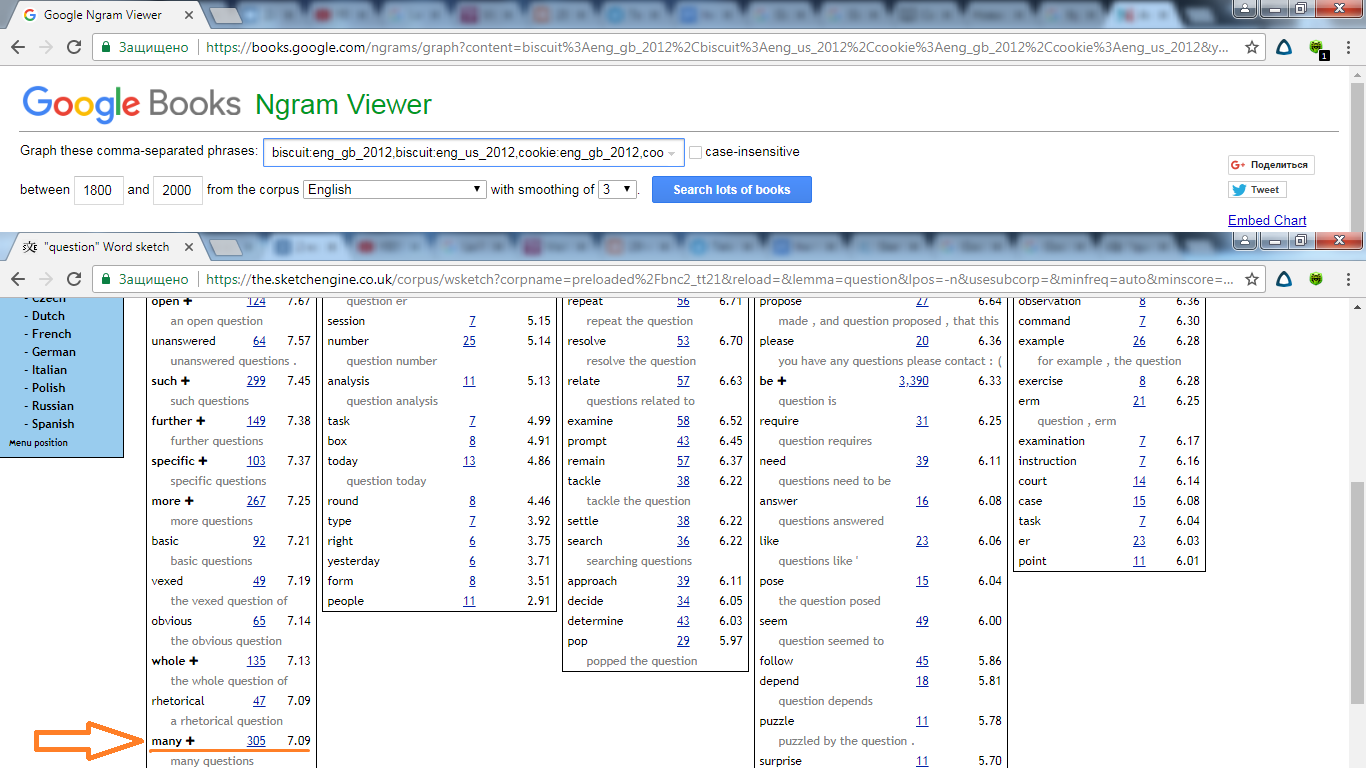 Google Ngram Viewer
Защищено https://books.google.com/ngrams/graph?content=biscuit%3Aeng_gb_2012%2Cbiscuit%3Aeng_us_2012%2Ccookie%3Aeng_gb_2012%2Ccookie%3Aeng_us_2012&y...
1
Google Books Ngram Viewer
Graph these comma-separated phrases: biscuit:eng_gb_2012,biscuit:eng_us_2012,cookie:eng_gb_2012,coo case-insensitive
between 1800 and 2000 from the corpus English with smoothing of 3 . Search lots of books
G+ Поделиться
Tweet
Embed Chart
"question" Word sketch
Защищено https://the.sketchengine.co.uk/corpus/wsketch?corpname=preloaded%2Fbnc2_tt21&reload=&lemma=question&lpos=-n&usesubcorp=&minfreq=auto&minscore=...
- Czech
- Dutch
- French
- German
- Italian
- Polish
- Russian
- Spanish
Menu position
open + 124 7.67
an open question
unanswered 64 7.57
unanswered questions .
such + 299 7.45
such questions
further + 149 7.38
further questions
specific + 103 7.37
specific questions
more + 267 7.25
more questions
basic 92 7.21
basic questions
vexed 49 7.19
the vexed question of
obvious 65 7.14
the obvious question
whole + 135 7.13
the whole question of
rhetorical 47 7.09
a rhetorical question
many + 305 7.09
many questions
question er
session 7 5.15
number 25 5.14
question number
analysis 11 5.13
question analysis
task 7 4.99
box 8 4.91
today 13 4.86
question today
round 8 4.46
type 7 3.92
right 6 3.75
yesterday 6 3.71
form 8 3.51
people 11 2.91
repeat 56 6.71
repeat the question
resolve 53 6.70
resolve the question
relate 57 6.63
questions related to
examine 58 6.52
prompt 43 6.45
remain 57 6.37
tackle 38 6.22
tackle the question
settle 38 6.22
search 36 6.22
searching questions
approach 39 6.11
decide 34 6.05
determine 43 6.03
pop 29 5.97
popped the question
propose 27 6.64
made , and question proposed , that this
please 20 6.36
you have any questions please contact : (
be + 3,390 6.33
question is
require 31 6.25
question requires
need 39 6.11
questions need to be
answer 16 6.08
questions answered
like 23 6.06
questions like '
pose 15 6.04
the question posed
seem 49 6.00
question seemed to
follow 45 5.86
depend 18 5.81
question depends
puzzle 11 5.78
puzzled by the question .
surprise 11 5.70
observation 8 6.36
command 7 6.30
example 26 6.28
for example , the question
exercise 8 6.28
erm 21 6.25
question , erm
examination 7 6.17
instruction 7 6.16
court 14 6.14
case 15 6.08
task 7 6.04
er 23 6.03
point 11 6.01